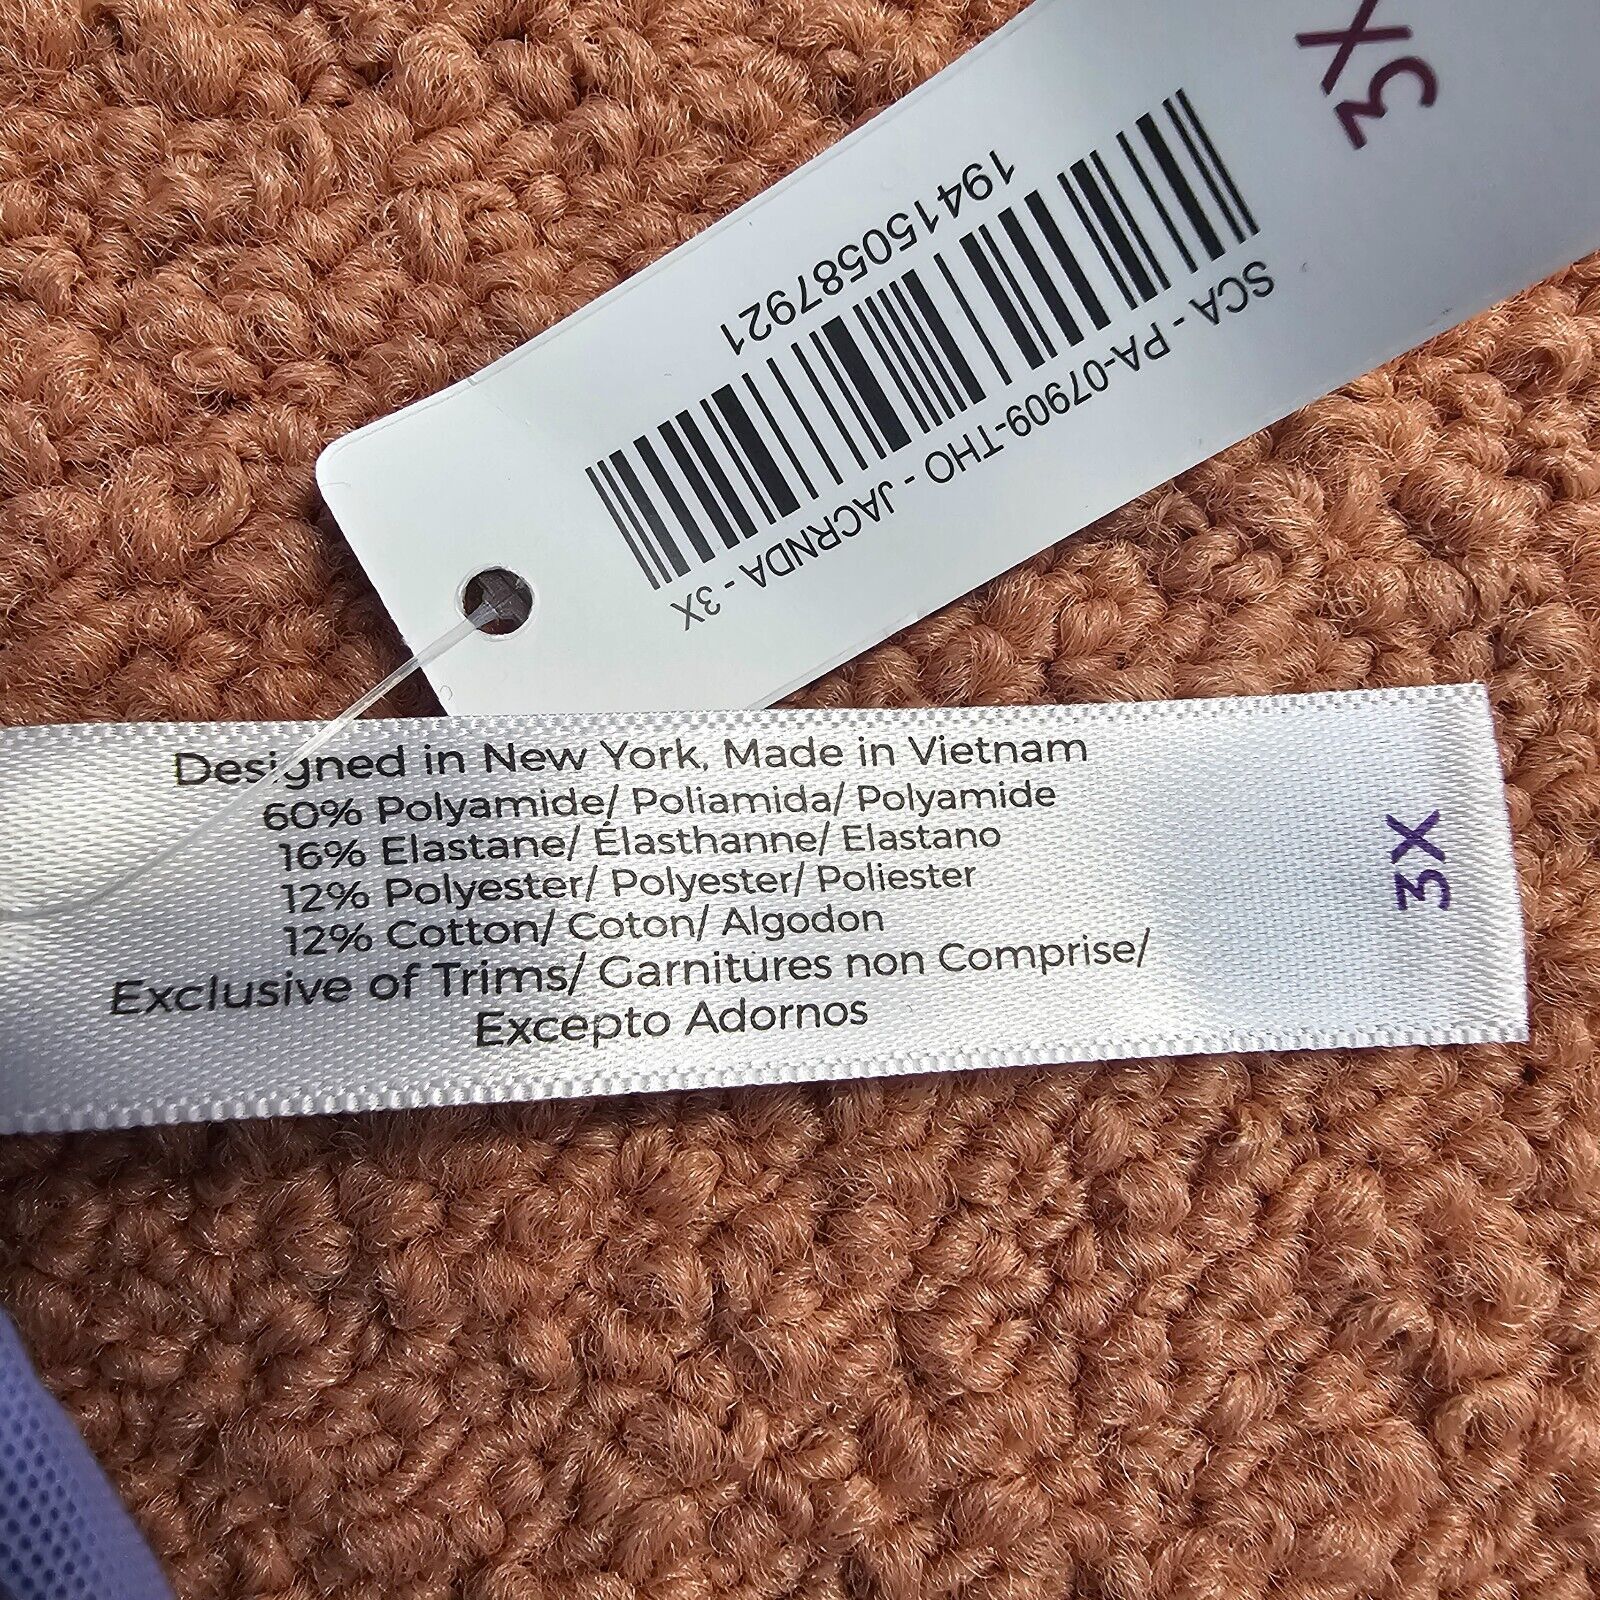 3X
194150587921
SCA - PA-07909-THO - JACRNDA - 3X
Designed in New York, Made in Vietnam
60% Polyamide/ Poliamida/ Polyamide
16% Elastane/ Élasthanne/ Elastano
12% Polyester/ Polyester/ Poliester
12% Cotton/ Coton/ Algodon
Exclusive of Trims/ Garnitures non Comprise/
Excepto Adornos
3X